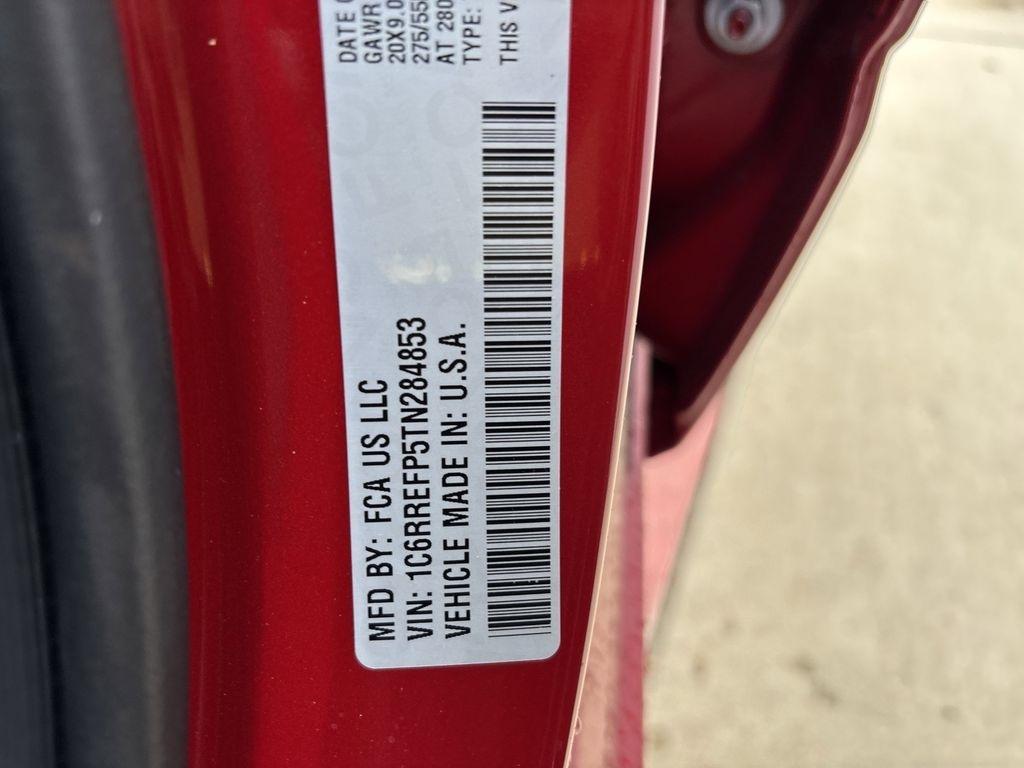 MFD BY: FCA US LLC
VIN: 1C6RREFP5TN284853
VEHICLE MADE IN: U.S.A.
DATE
GAWR
20X9.0
275/55
AT 280
TYPE:
THIS V